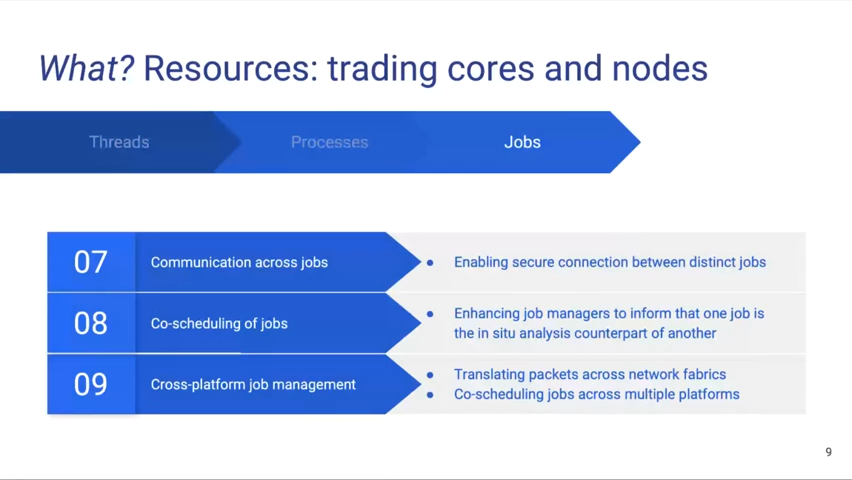 What? Resources: trading cores and nodes
Threads
Processes
Jobs
07
Communication across jobs
• Enabling secure connection between distinct jobs
08
Co-scheduling of jobs
• Enhancing job managers to inform that one job is
the in situ analysis counterpart of another
09
Cross-platform job management
• Translating packets across network fabrics
• Co-scheduling jobs across multiple platforms
9